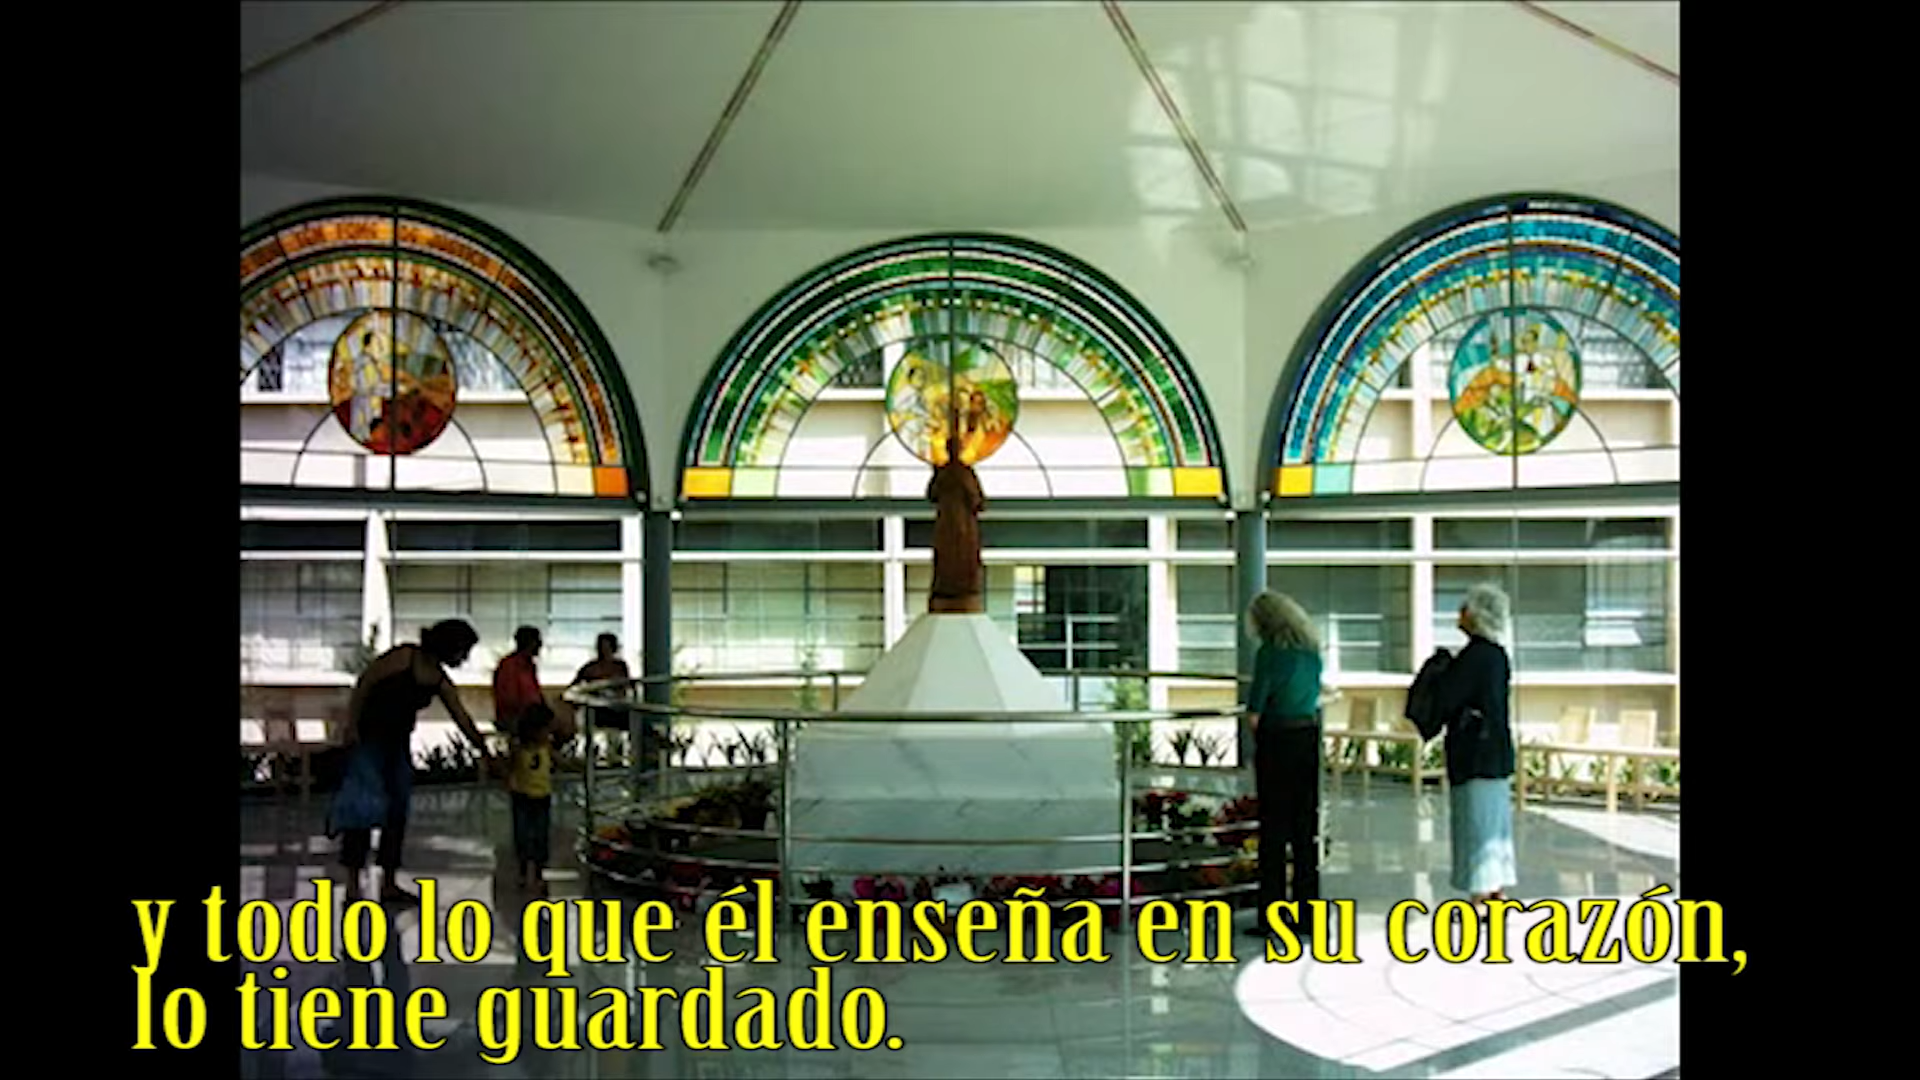 y todo lo que él enseña en su corazón,
lo tiene guardado.